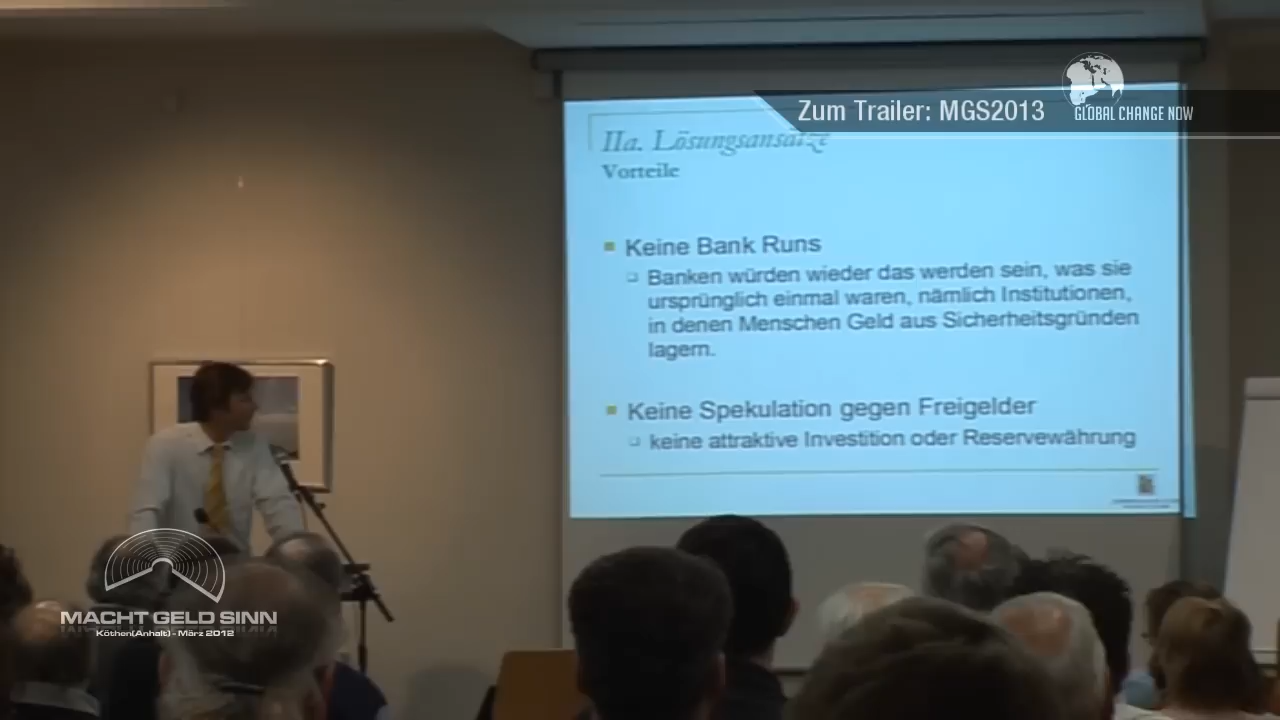 Zum Trailer: MGS2013
GLOBAL CHANGE NOW
IIa. Lösungsansätze
Vorteile
Keine Bank Runs
Banken würden wieder das werden sein, was sie
ursprünglich einmal waren, nämlich Institutionen,
in denen Menschen Geld aus Sicherheitsgründen
lagern.
Keine Spekulation gegen Freigelder
keine attraktive Investition oder Reservewährung
MACHT GELD SINN
Köthen(Anhalt) - März 2012